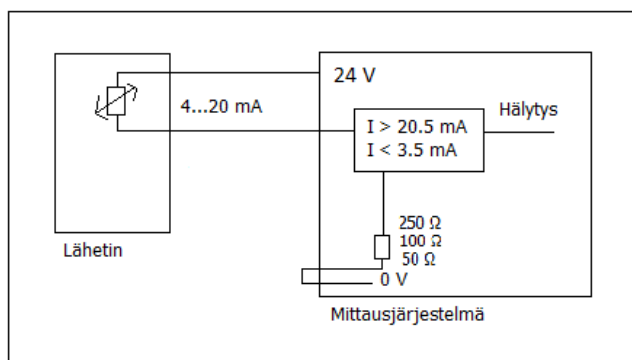 24 V
4...20 mA
Hälytys
I > 20.5 mA
I < 3.5 mA
250 Ω
100 Ω
50 Ω
0 V
Lähetin
Mittausjärjestelmä